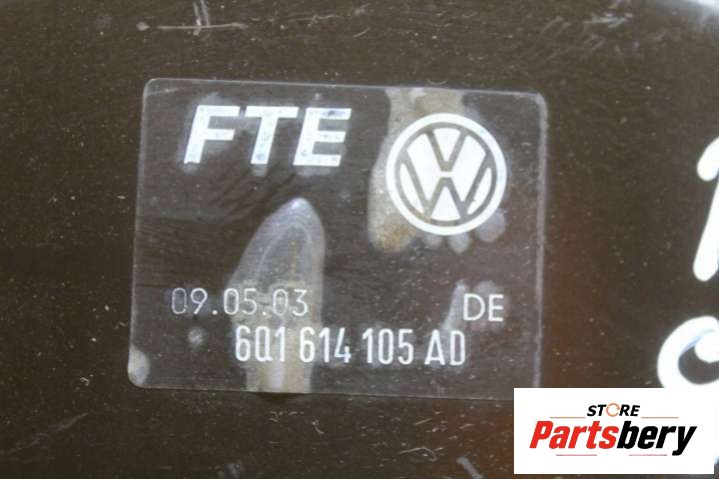 FTE
09.05.03 DE
6Q1 614 105 AD
STORE
Partsbery